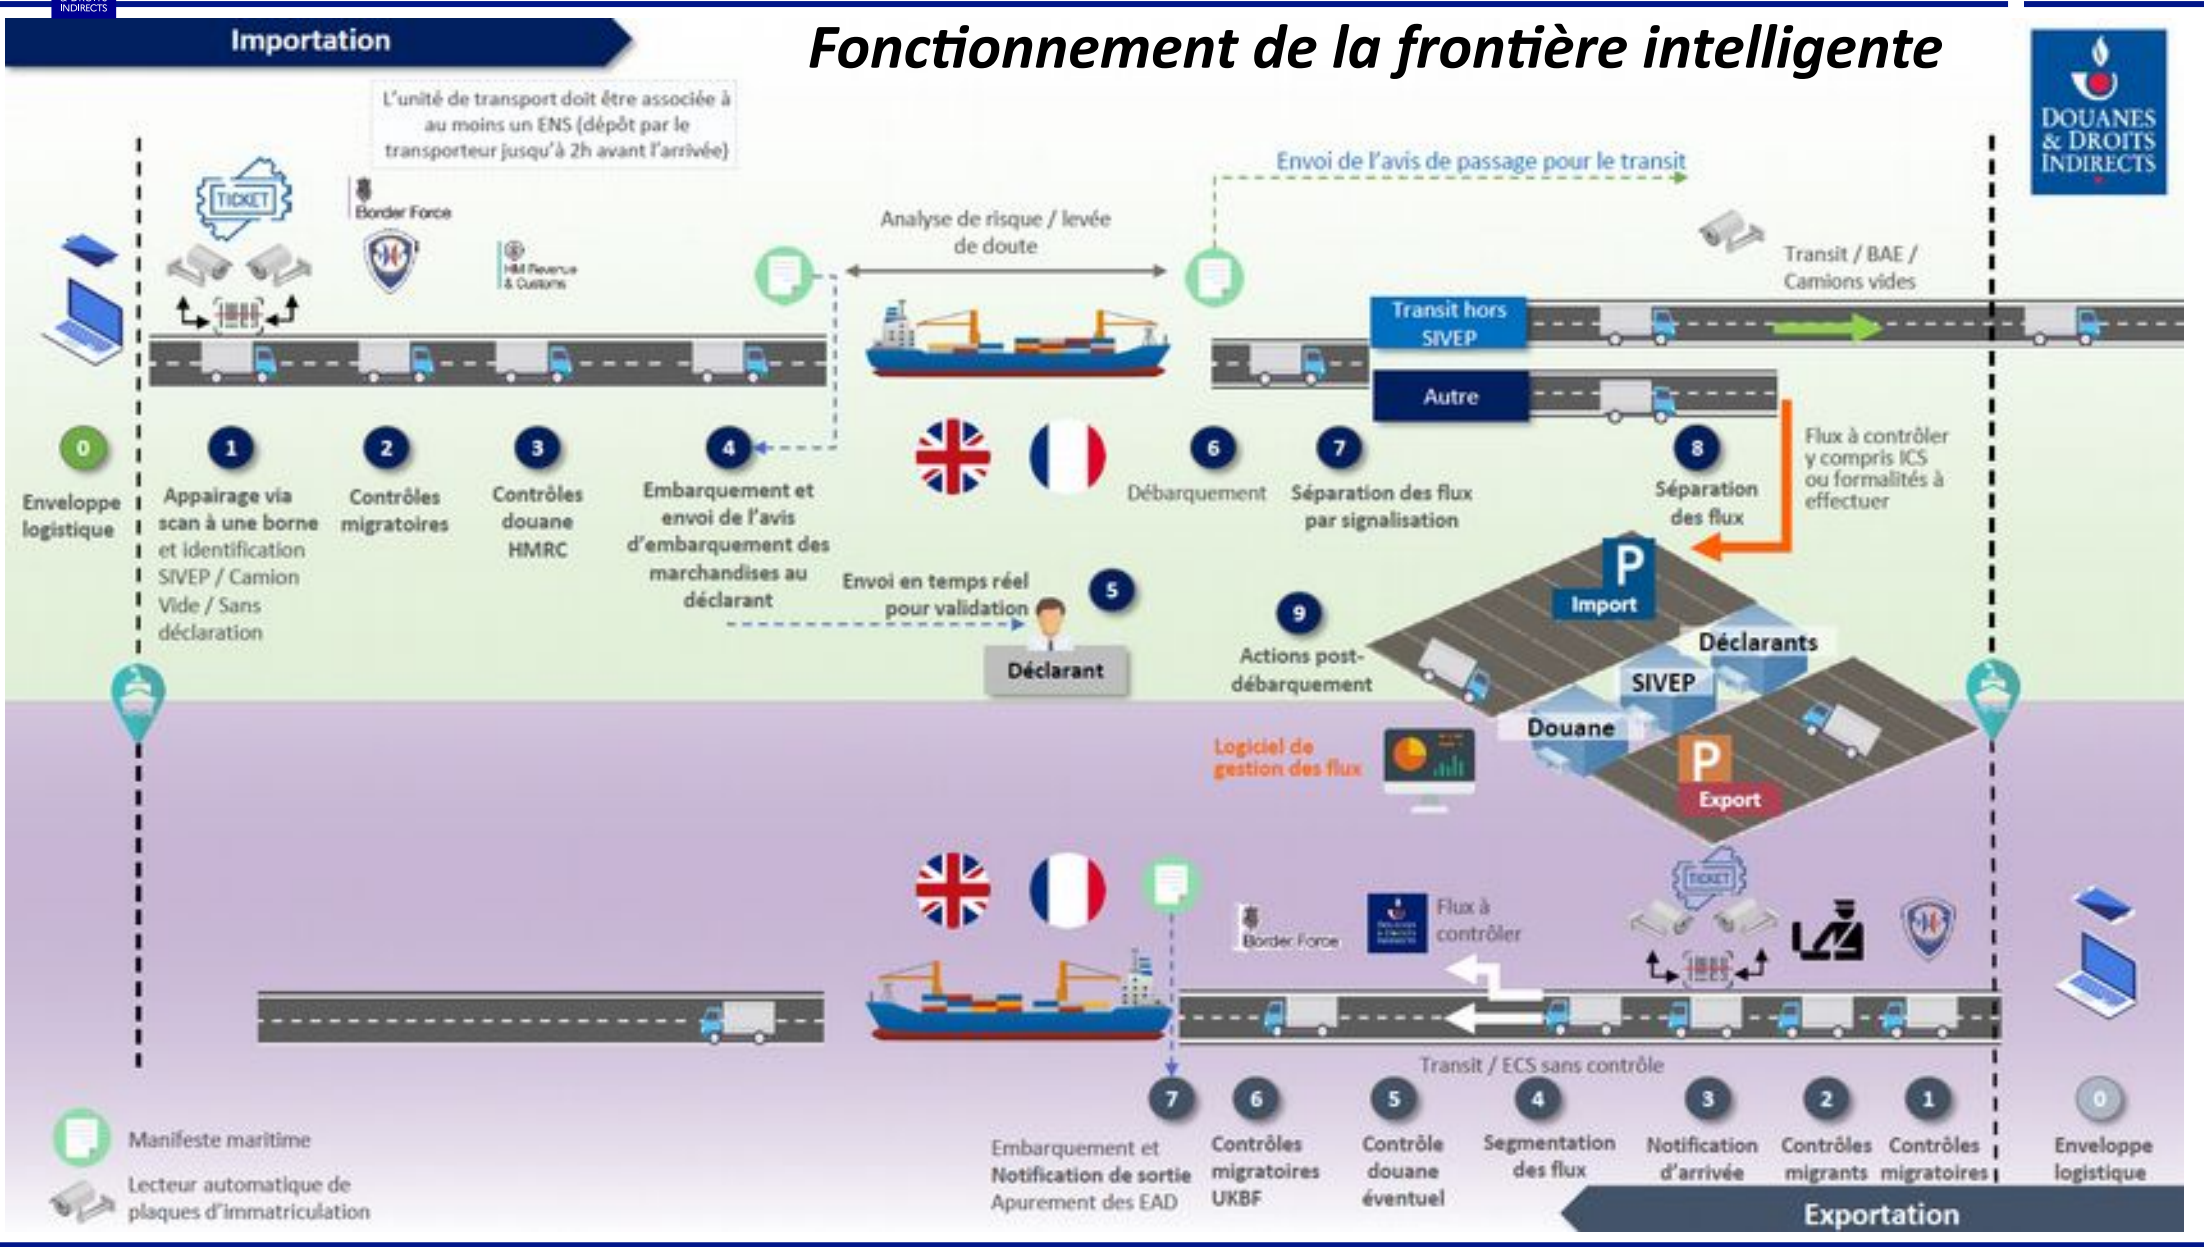 INDIRECTS
Importation
Fonctionnement de la frontière intelligente
DOUANES
& DROITS
INDIRECTS
L'unité de transport doit être associée à
au moins un ENS (dépôt par le
transporteur jusqu'à 2h avant l'arrivée)
TICKET
Border Force
HM Revenue
& Customs
Analyse de risque / levée
de doute
Envoi de l'avis de passage pour le transit
Transit / BAE /
Camions vides
Transit hors
SIVEP
Autre
0
Enveloppe
logistique
1
Appairage via
scan à une borne
et identification
SIVEP / Camion
Vide / Sans
déclaration
2
Contrôles
migratoires
3
Contrôles
douane
HMRC
4
Embarquement et
envoi de l'avis
d'embarquement des
marchandises au
déclarant
Envoi en temps réel
pour validation
5
Déclarant
6
Débarquement
7
Séparation des flux
par signalisation
8
Séparation
des flux
Flux à contrôler
y compris ICS
ou formalités à
effectuer
9
Actions post-
débarquement
P
Import
Déclarants
SIVEP
Douane
P
Export
Logiciel de
gestion des flux
Border Force
Flux à
contrôler
TICKET
Transit / ECS sans contrôle
7
Embarquement et
Notification de sortie
Apurement des EAD
6
Contrôles
migratoires
UKBF
5
Contrôle
douane
éventuel
4
Segmentation
des flux
3
Notification
d'arrivée
2
Contrôles
migrants
1
Contrôles
migratoires
0
Enveloppe
logistique
Manifeste maritime
Lecteur automatique de
plaques d'immatriculation
Exportation